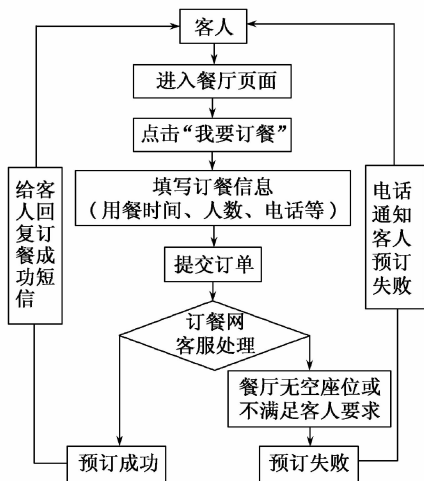 客人
进入餐厅页面
点击“我要订餐”
填写订餐信息
（用餐时间、人数、电话等）
提交订单
订餐网
客服处理
餐厅无空座位或
不满足客人要求
预订成功
预订失败
给客
人回
复订
餐成
功短
信
电话
通知
客人
预订
失败